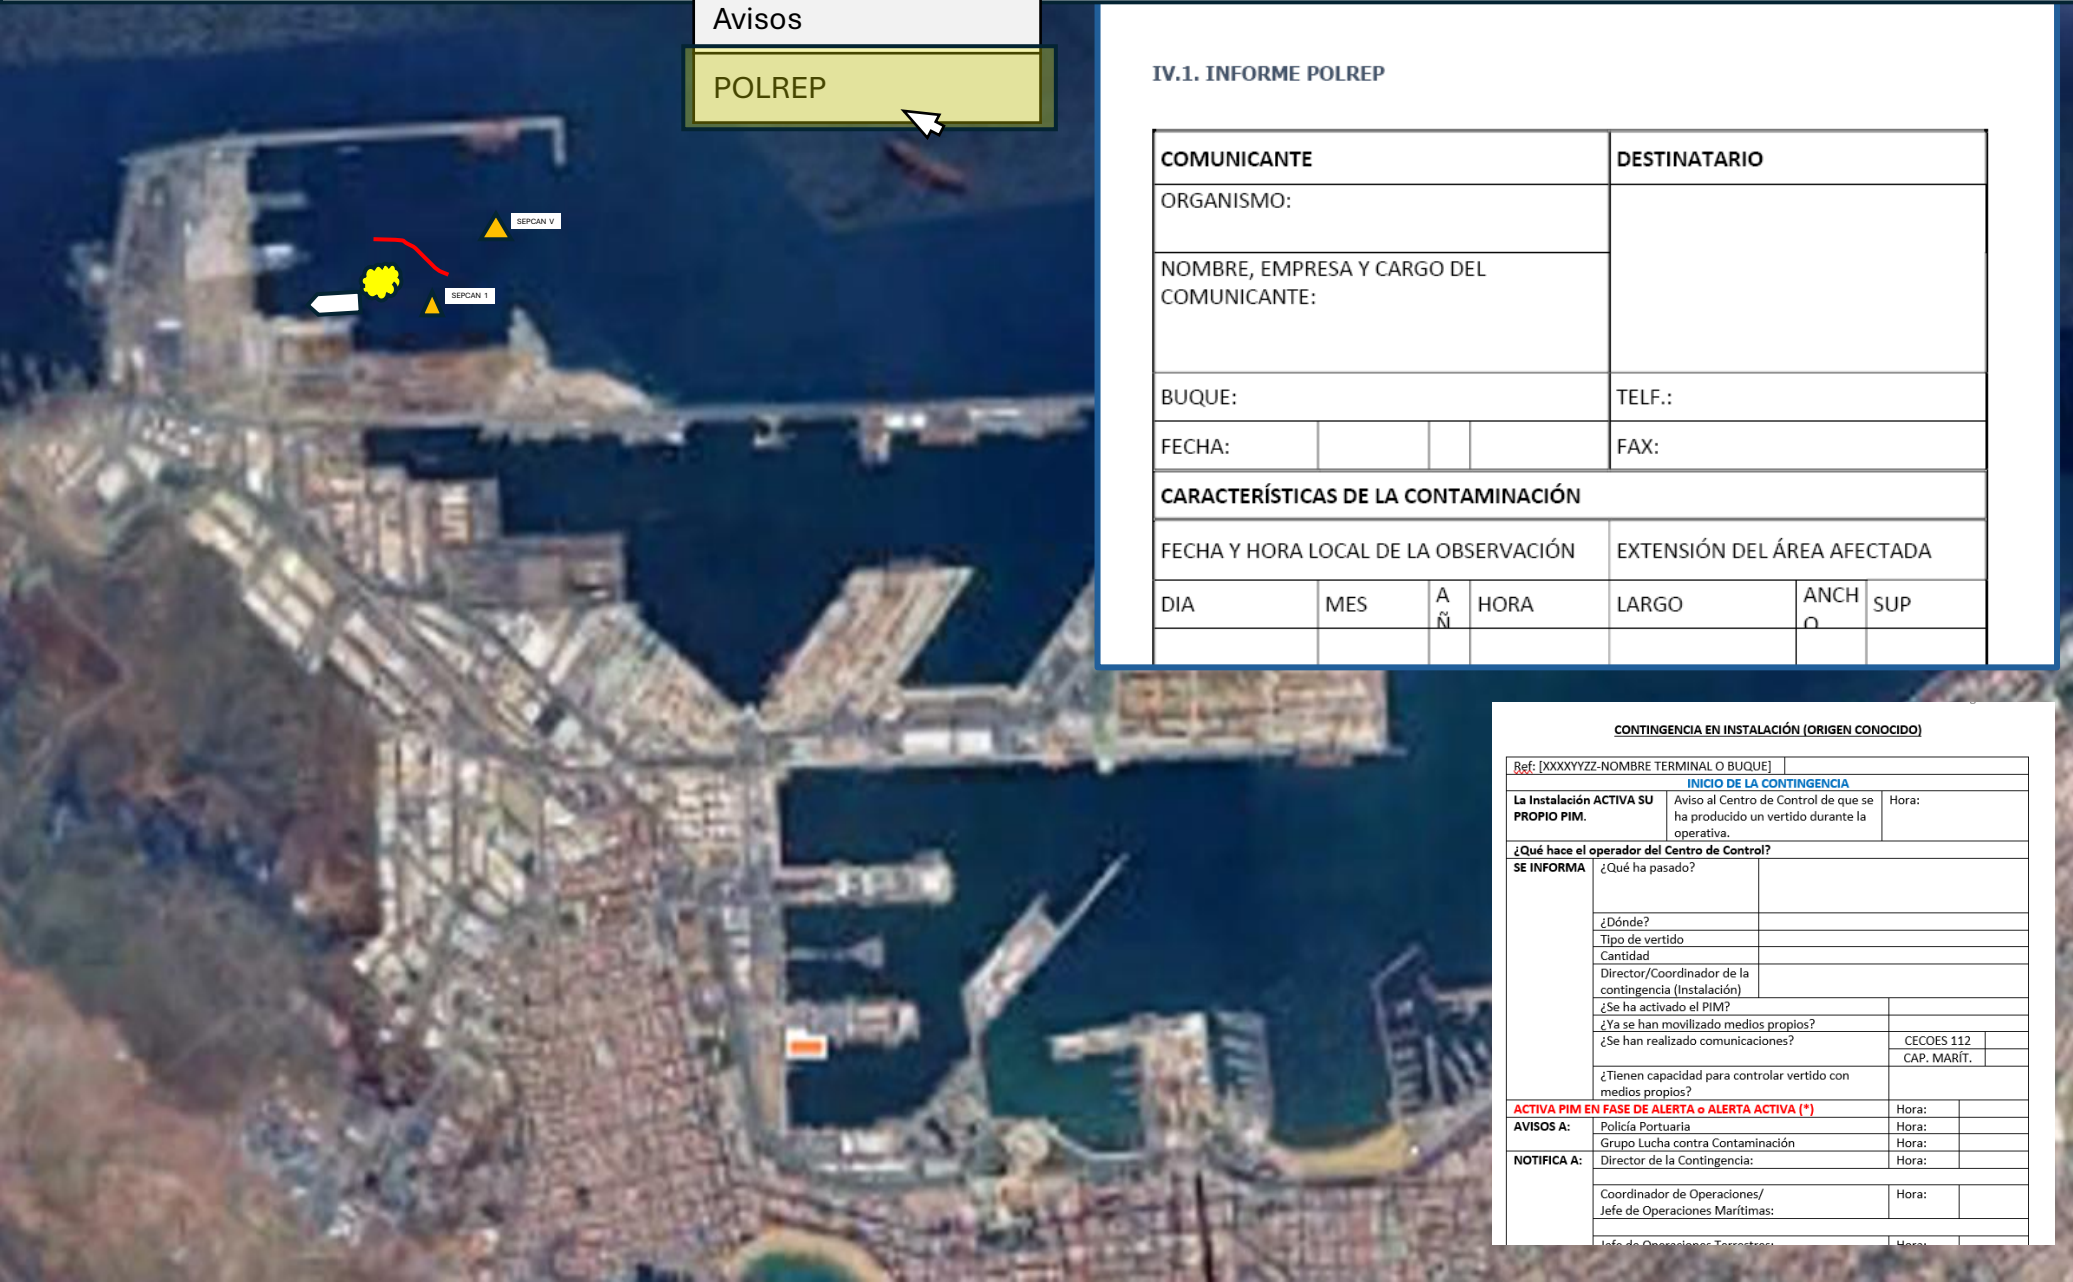 Avisos
POLREP
SEPCAN V
SEPCAN 1
IV.1. INFORME POLREP
COMUNICANTE
DESTINATARIO
ORGANISMO:
NOMBRE, EMPRESA Y CARGO DEL
COMUNICANTE:
BUQUE:
TELF.:
FECHA:
FAX:
CARACTERÍSTICAS DE LA CONTAMINACIÓN
FECHA Y HORA LOCAL DE LA OBSERVACIÓN
EXTENSIÓN DEL ÁREA AFECTADA
DIA
MES
A
Ñ
HORA
LARGO
ANCH
O
SUP
CONTINGENCIA EN INSTALACIÓN (ORIGEN CONOCIDO)
Ref: [XXXXYYZZ-NOMBRE TERMINAL O BUQUE]
INICIO DE LA CONTINGENCIA
La Instalación ACTIVA SU
PROPIO PIM.
Aviso al Centro de Control de que se
ha producido un vertido durante la
operativa.
Hora:
¿Qué hace el operador del Centro de Control?
SE INFORMA
¿Qué ha pasado?
¿Dónde?
Tipo de vertido
Cantidad
Director/Coordinador de la
contingencia (Instalación)
¿Se ha activado el PIM?
¿Ya se han movilizado medios propios?
¿Se han realizado comunicaciones?
CECOES 112
CAP. MARÍT.
¿Tienen capacidad para controlar vertido con
medios propios?
ACTIVA PIM EN FASE DE ALERTA o ALERTA ACTIVA (*)
Hora:
AVISOS A:
Policía Portuaria
Hora:
Grupo Lucha contra Contaminación
Hora:
NOTIFICA A:
Director de la Contingencia:
Hora:
Coordinador de Operaciones/
Jefe de Operaciones Marítimas:
Hora:
Jefe de Operaciones Terrestres:
Hora: